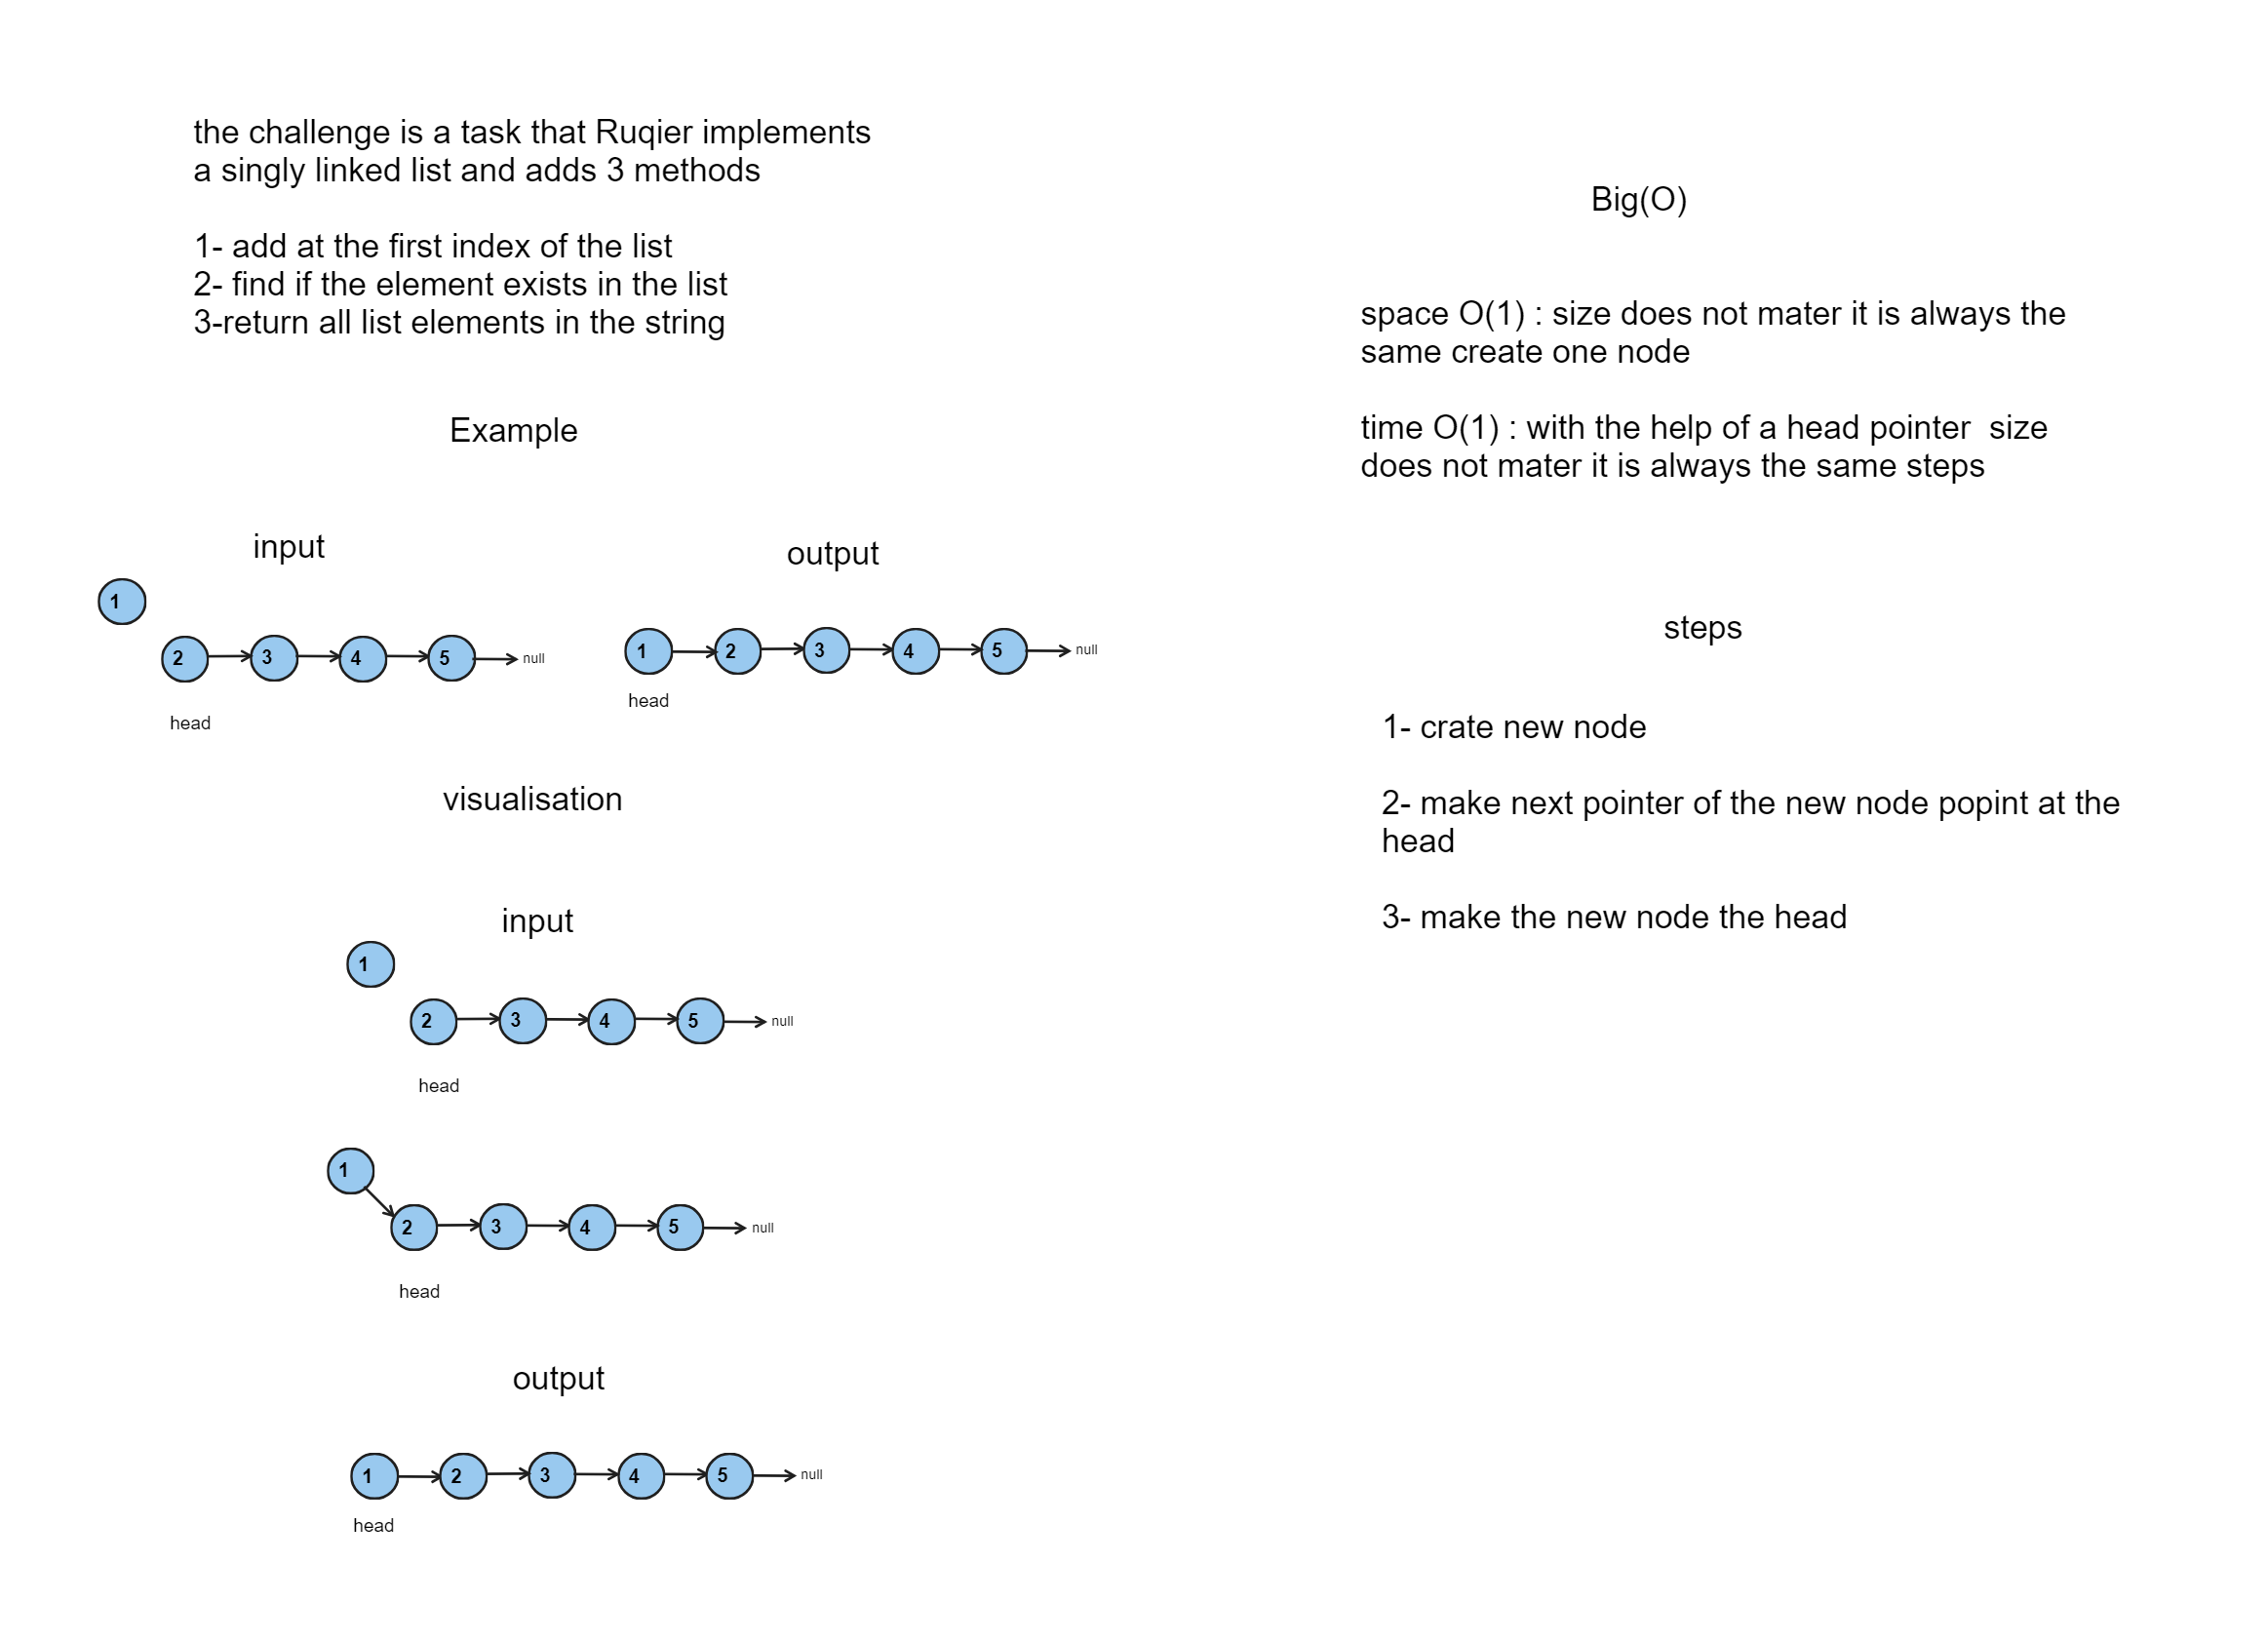 the challenge is a task that Ruqier implements
a singly linked list and adds 3 methods
1- add at the first index of the list
2- find if the element exists in the list
3-return all list elements in the string
Example
input
output
1
2 3 4 5 null
head
1 2 3 4 5 null
head
visualisation
input
1
2 3 4 5 null
head
1
2 3 4 5 null
head
output
1 2 3 4 5 null
head
Big(O)
space O(1) : size does not mater it is always the
same create one node
time O(1) : with the help of a head pointer  size
does not mater it is always the same steps
steps
1- crate new node
2- make next pointer of the new node popint at the
head
3- make the new node the head